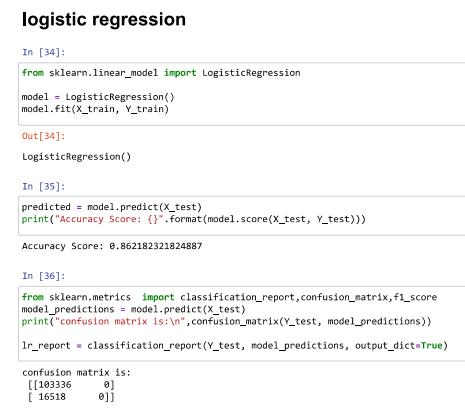 logistic regression
In [34]:
from sklearn.linear_model import LogisticRegression
model = LogisticRegression()
model.fit(X_train, Y_train)
Out[34]:
LogisticRegression()
In [35]:
predicted = model.predict(X_test)
print("Accuracy Score: {}".format(model.score(X_test, Y_test)))
Accuracy Score: 0.862182321824887
In [36]:
from sklearn.metrics  import classification_report,confusion_matrix,f1_score
model_predictions = model.predict(X_test)
print("confusion matrix is:\n",confusion_matrix(Y_test, model_predictions))
lr_report = classification_report(Y_test, model_predictions, output_dict=True)
confusion matrix is:
[[103336      0]
[ 16518      0]]